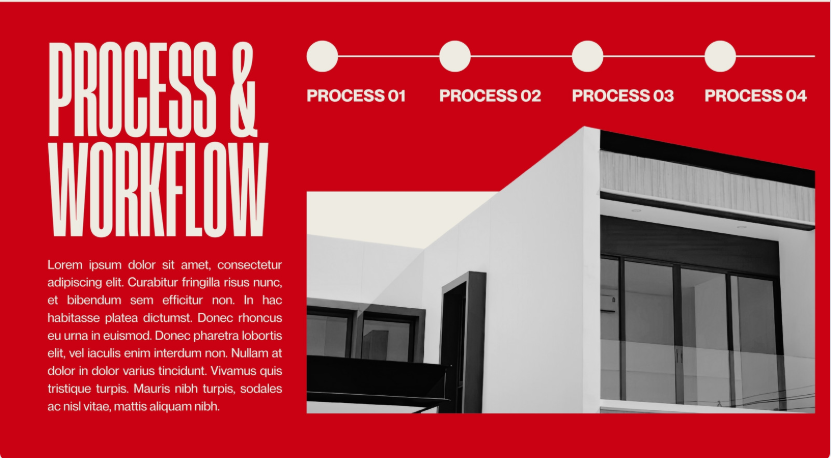 PROCESS &
WORKFLOW
Lorem ipsum dolor sit amet, consectetur
adipiscing elit. Curabitur fringilla risus nunc,
et bibendum sem efficitur non. In hac
habitasse platea dictumst. Donec rhoncus
eu urna in euismod. Donec pharetra lobortis
elit, vel iaculis enim interdum non. Nullam at
dolor in dolor varius tincidunt. Vivamus quis
tristique turpis. Mauris nibh turpis, sodales
ac nisl vitae, mattis aliquam nibh.
PROCESS 01
PROCESS 02
PROCESS 03
PROCESS 04